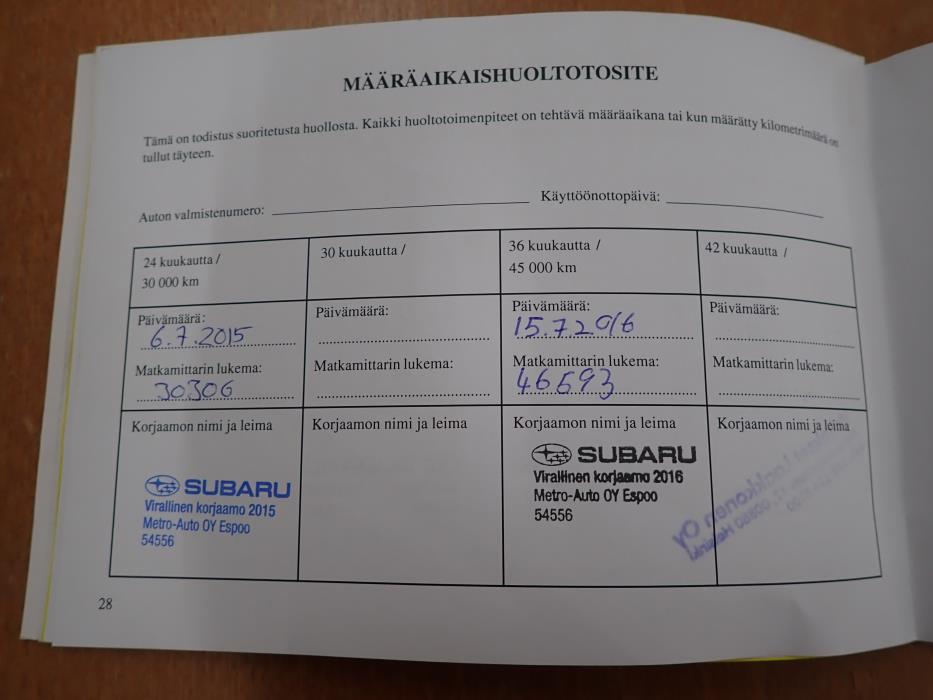 MÄÄRÄAIKAISHUOLTOTOSITE
Tämä on todistus suoritetusta huollosta. Kaikki huoltotoimenpiteet on tehtävä määräaikana tai kun määrätty kilometrimäärä on
tullut täyteen.
Auton valmistenumero:
Käyttöönottopäivä:
24 kuukautta /
30 000 km
30 kuukautta /
36 kuukautta /
45 000 km
42 kuukautta /
Päivämäärä:
6.7.2015
Päivämäärä:
Päivämäärä:
15.7.2016
Päivämäärä:
Matkamittarin lukema:
30306
Matkamittarin lukema:
Matkamittarin lukema:
46593
Matkamittarin lukema:
Korjaamon nimi ja leima
SUBARU
Virallinen korjaamo 2015
Metro-Auto OY Espoo
54556
Korjaamon nimi ja leima
Korjaamon nimi ja leima
SUBARU
Virallinen korjaamo 2016
Metro-Auto OY Espoo
54556
Korjaamon nimi ja leima
Laakkonen OY
28